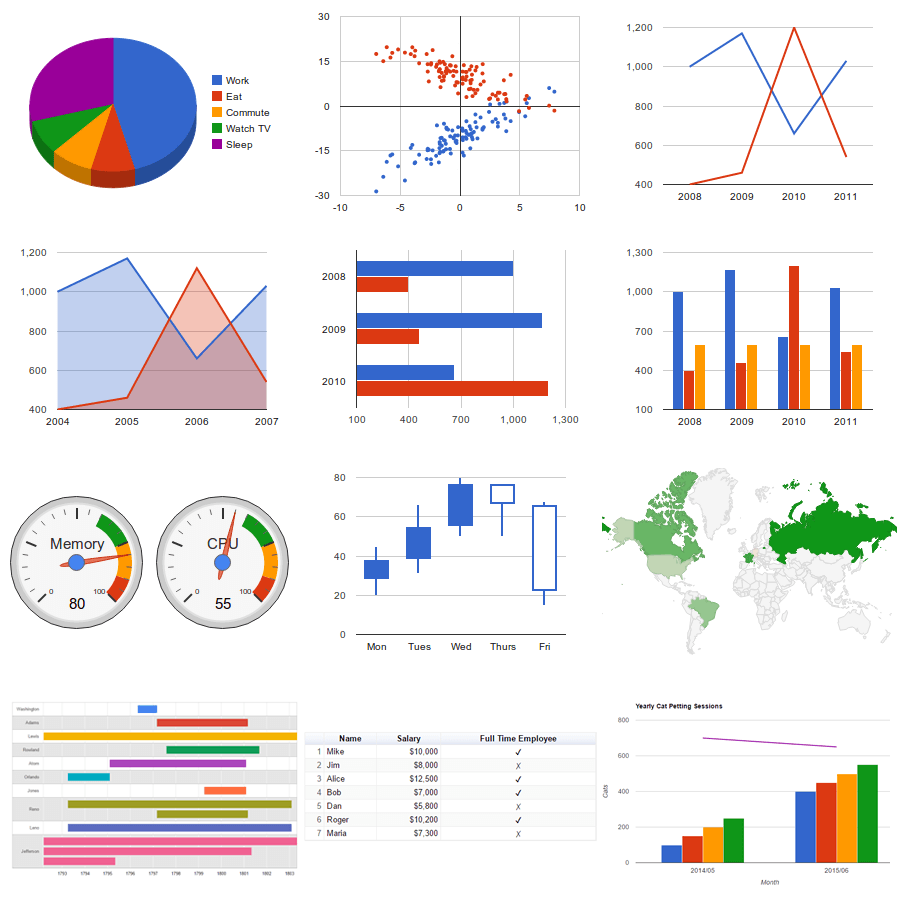 Work
Eat
Commute
Watch TV
Sleep
30
15
0
-15
-30
-10 -5 0 5 10
1,200
1,000
800
600
400
2008 2009 2010 2011
1,200
1,000
800
600
400
2004 2005 2006 2007
2008
2009
2010
100 400 700 1,000 1,300
1,300
1,000
700
400
100
2008 2009 2010 2011
Memory
0 100
80
CPU
0 100
55
80
60
40
20
0
Mon Tues Wed Thurs Fri
Washington
Adams
Lewis
Rowland
Orlando
Jones
Reno
Lano
Jefferson
1793 1794 1795 1796 1797 1798 1799 1800 1801 1802 1803
Name Salary Full Time Employee
1 Mike $10,000 ✓
2 Jim $8,000 ✗
3 Alice $12,500 ✓
4 Bob $7,000 ✓
5 Dan $5,800 ✗
6 Roger $10,200 ✓
7 Maria $7,300 ✗
Yearly Cat Petting Sessions
800
600
400
200
0
Cats
2014/05 2015/06
Month